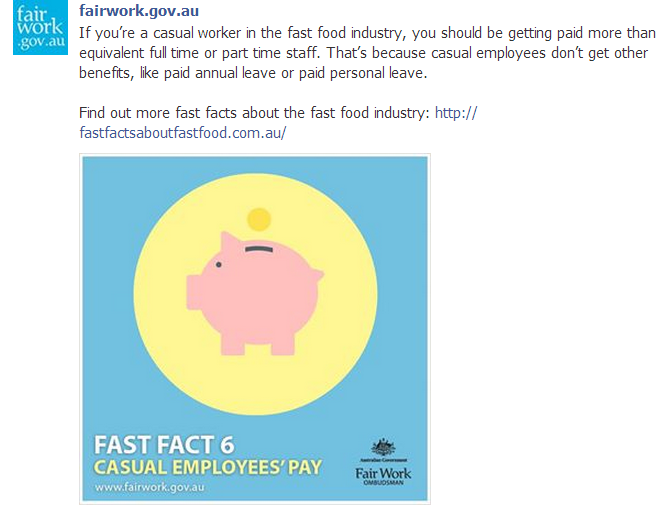 fair
work
.gov.au
fairwork.gov.au
If you're a casual worker in the fast food industry, you should be getting paid more than
equivalent full time or part time staff. That's because casual employees don't get other
benefits, like paid annual leave or paid personal leave.
Find out more fast facts about the fast food industry: http://
fastfactsaboutfastfood.com.au/
FAST FACT 6
CASUAL EMPLOYEES' PAY
www.fairwork.gov.au
Australian Government
Fair Work
OMBUDSMAN